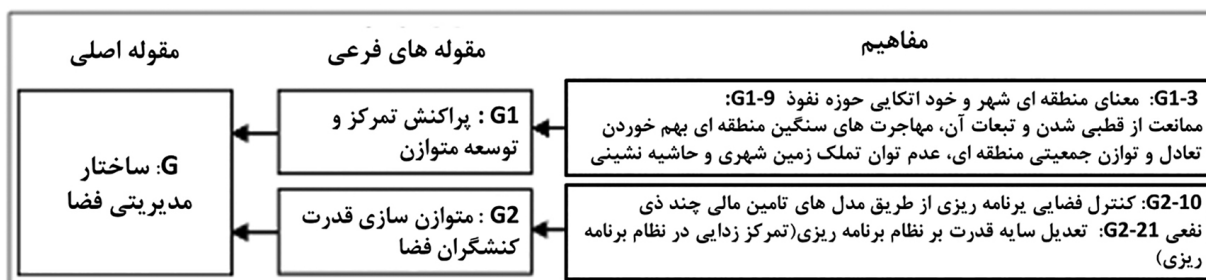 مفاهیم
مقوله های فرعی
مقوله اصلی
G1-3: معنای منطقه ای شهر و خود اتکایی حوزه نفوذ G1-9:
ممانعت از قطبی شدن و تبعات آن، مهاجرت های سنگین منطقه ای بهم خوردن
تعادل و توازن جمعیتی منطقه ای، عدم توان تملک زمین شهری و حاشیه نشینی
G1 : پراکنش تمرکز و
توسعه متوازن
G: ساختار
مدیریتی فضا
G2-10: کنترل فضایی یرنامه ریزی از طریق مدل های تامین مالی چند ذی
نفعی G2-21: تعدیل سایه قدرت بر نظام برنامه ریزی(تمرکز زدایی در نظام برنامه
ریزی)
G2 : متوازن سازی قدرت
کنشگران فضا